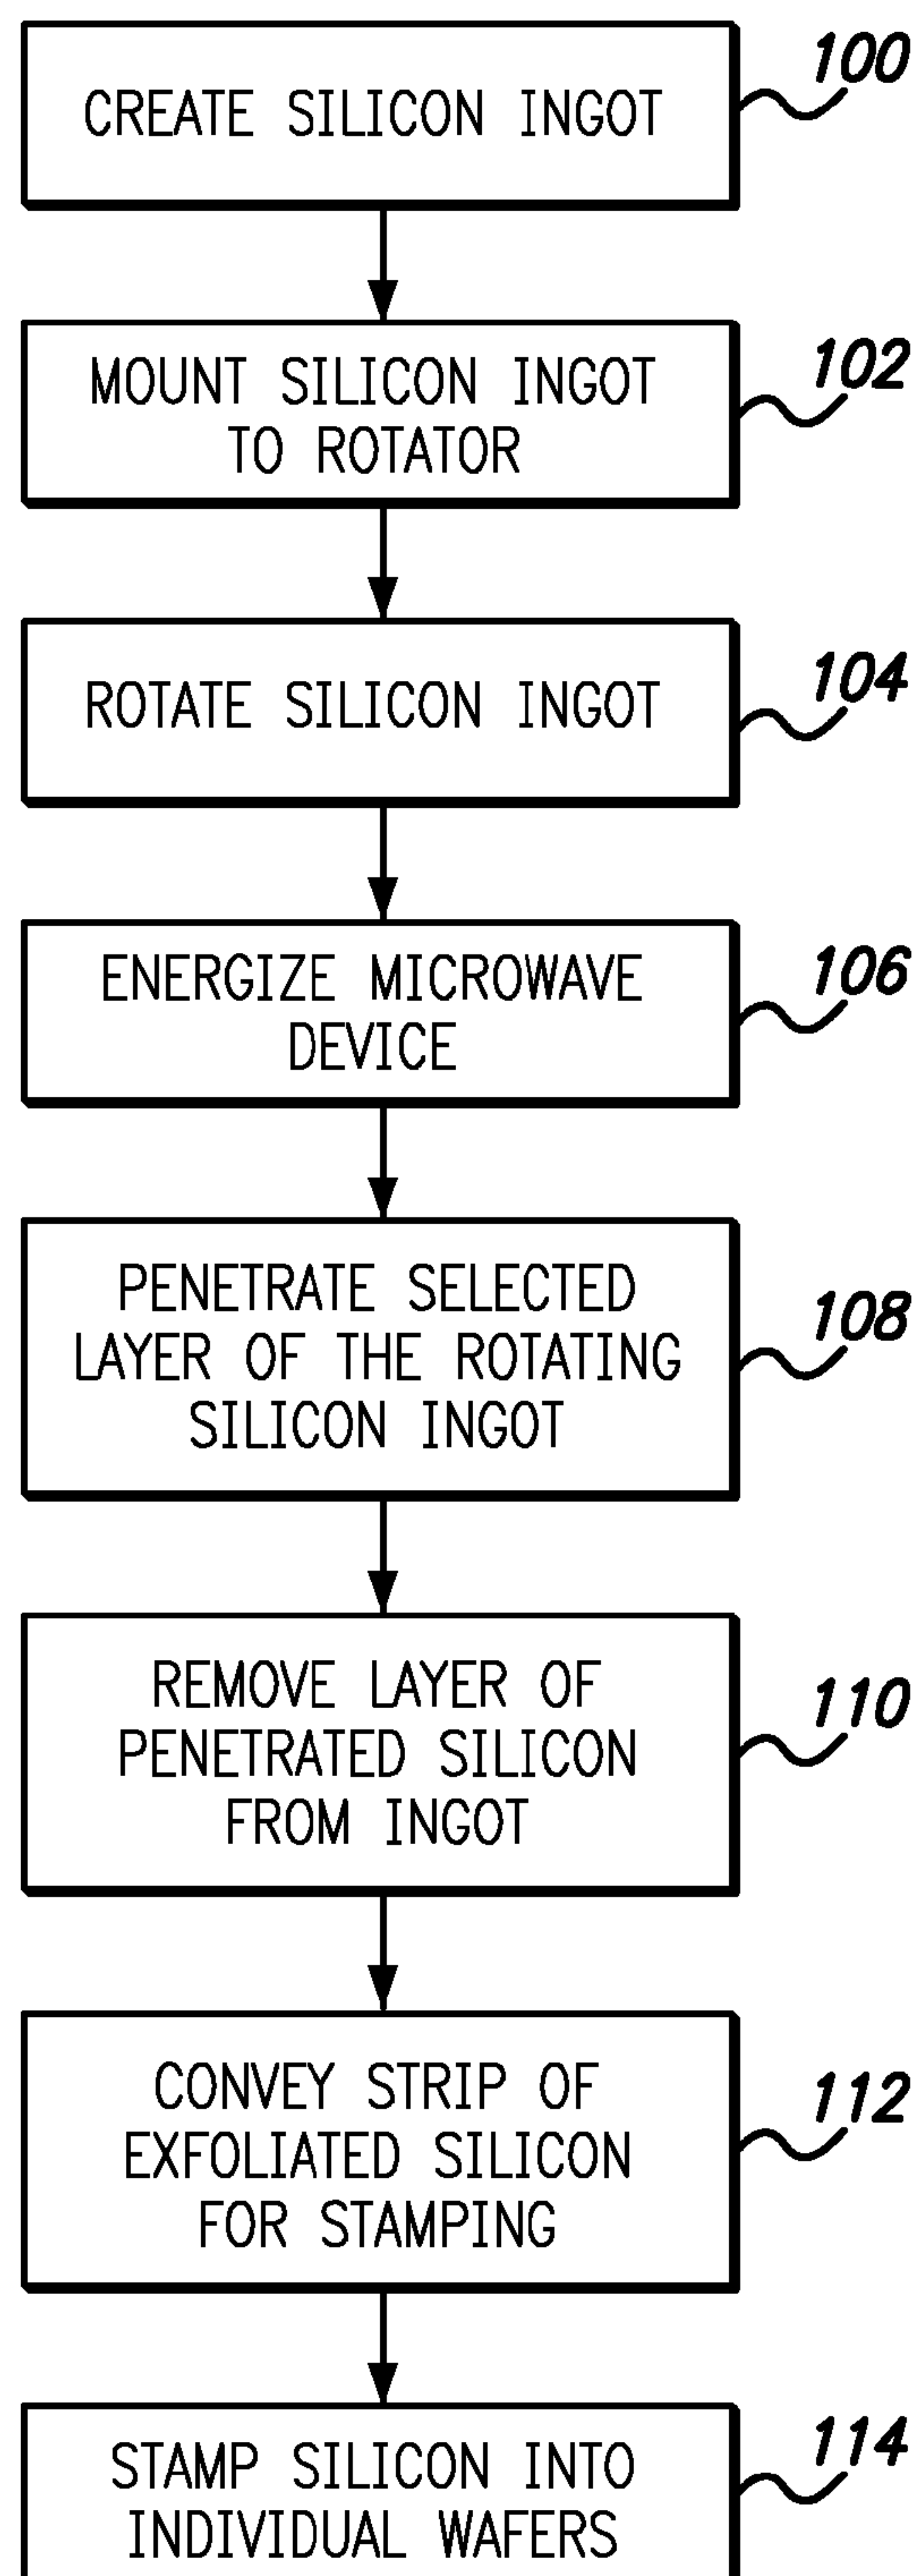 CREATE SILICON INGOT
100
MOUNT SILICON INGOT
TO ROTATOR
102
ROTATE SILICON INGOT
104
ENERGIZE MICROWAVE
DEVICE
106
PENETRATE SELECTED
LAYER OF THE ROTATING
SILICON INGOT
108
REMOVE LAYER OF
PENETRATED SILICON
FROM INGOT
110
CONVEY STRIP OF
EXFOLIATED SILICON
FOR STAMPING
112
STAMP SILICON INTO
INDIVIDUAL WAFERS
114